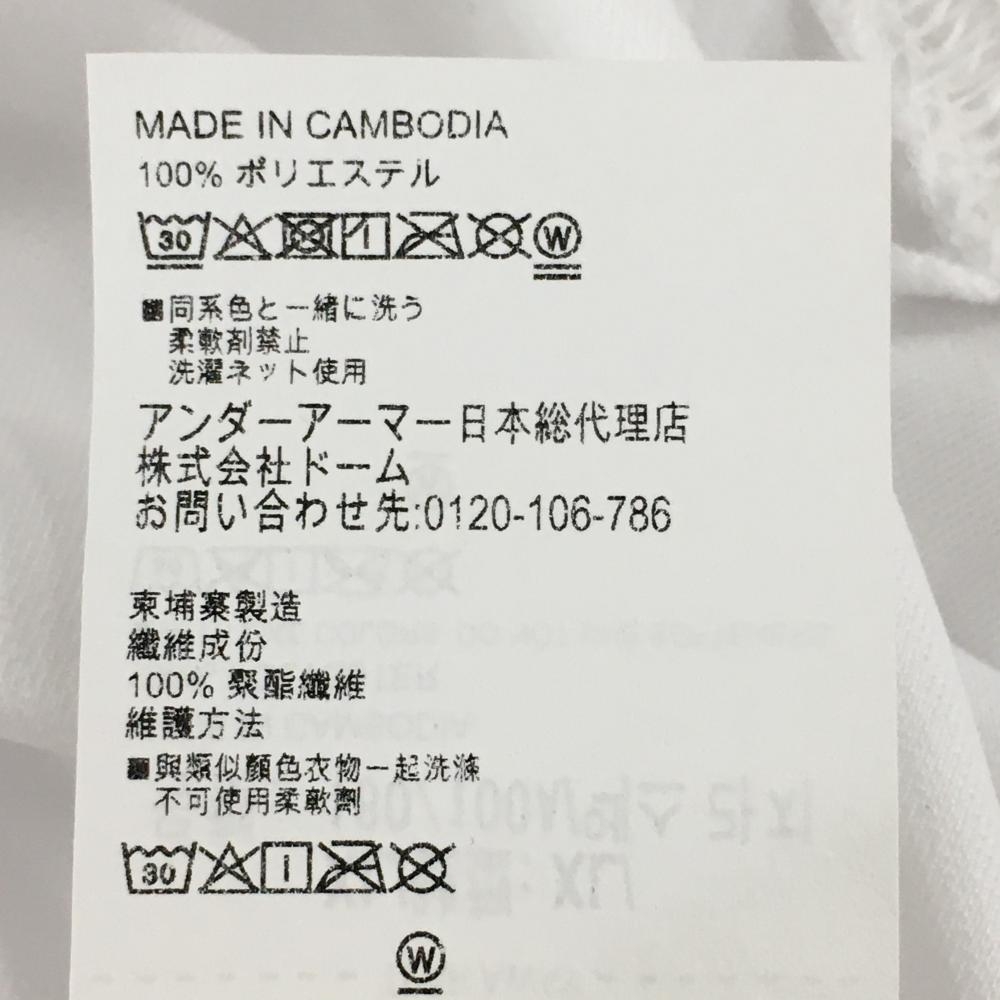 MADE IN CAMBODIA
100% ポリエステル
30 W
■同系色と一緒に洗う
柔軟剤禁止
洗濯ネット使用
アンダーアーマー日本総代理店
株式会社ドーム
お問い合わせ先:0120-106-786
柬埔寨製造
纖維成份
100% 聚酯纖維
維護方法
■與類似顏色衣物一起洗滌
不可使用柔軟劑
30
W